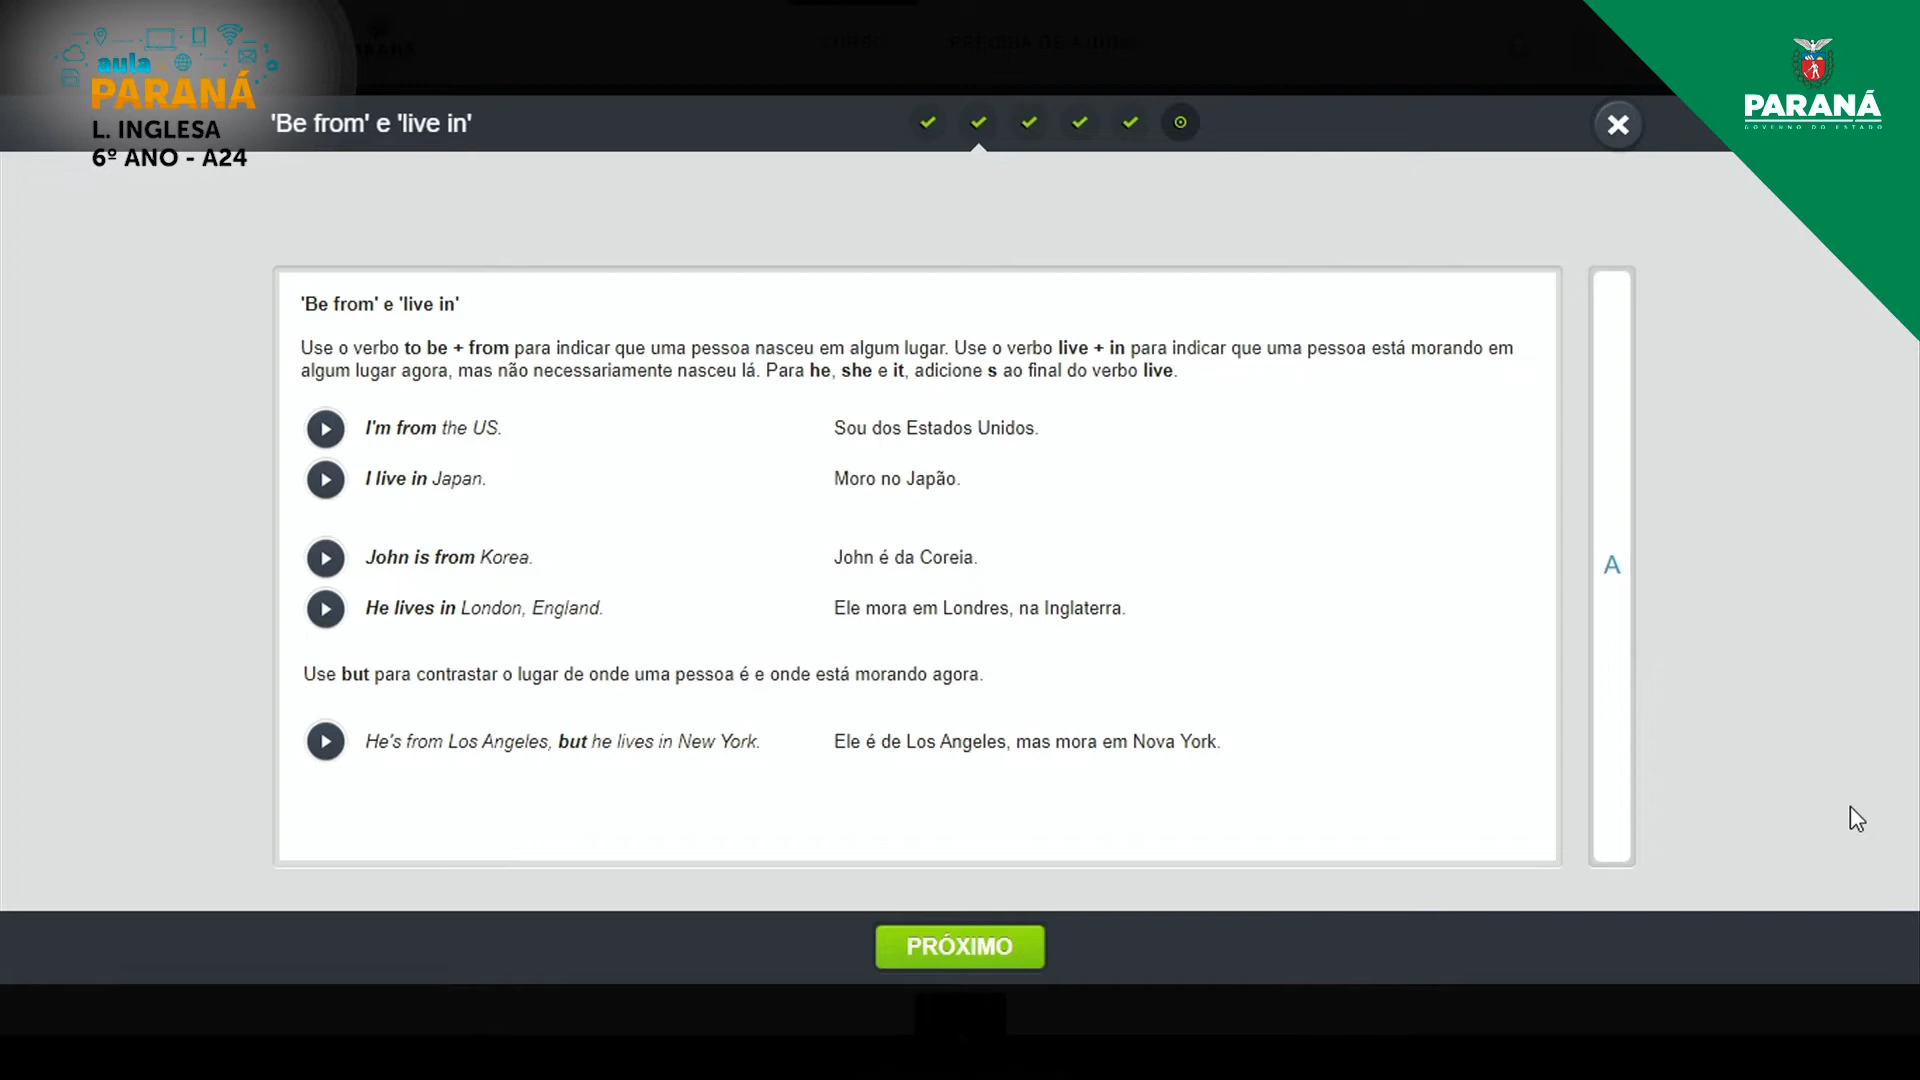 aula
PARANÁ
L. INGLESA
6º ANO - A24
PARANÁ
GOVERNO DO ESTADO
'Be from' e 'live in'
'Be from' e 'live in'
Use o verbo to be + from para indicar que uma pessoa nasceu em algum lugar. Use o verbo live + in para indicar que uma pessoa está morando em
algum lugar agora, mas não necessariamente nasceu lá. Para he, she e it, adicione s ao final do verbo live.
I'm from the US. Sou dos Estados Unidos.
I live in Japan. Moro no Japão.
John is from Korea. John é da Coreia.
He lives in London, England. Ele mora em Londres, na Inglaterra.
Use but para contrastar o lugar de onde uma pessoa é e onde está morando agora.
He's from Los Angeles, but he lives in New York. Ele é de Los Angeles, mas mora em Nova York.
A
PRÓXIMO